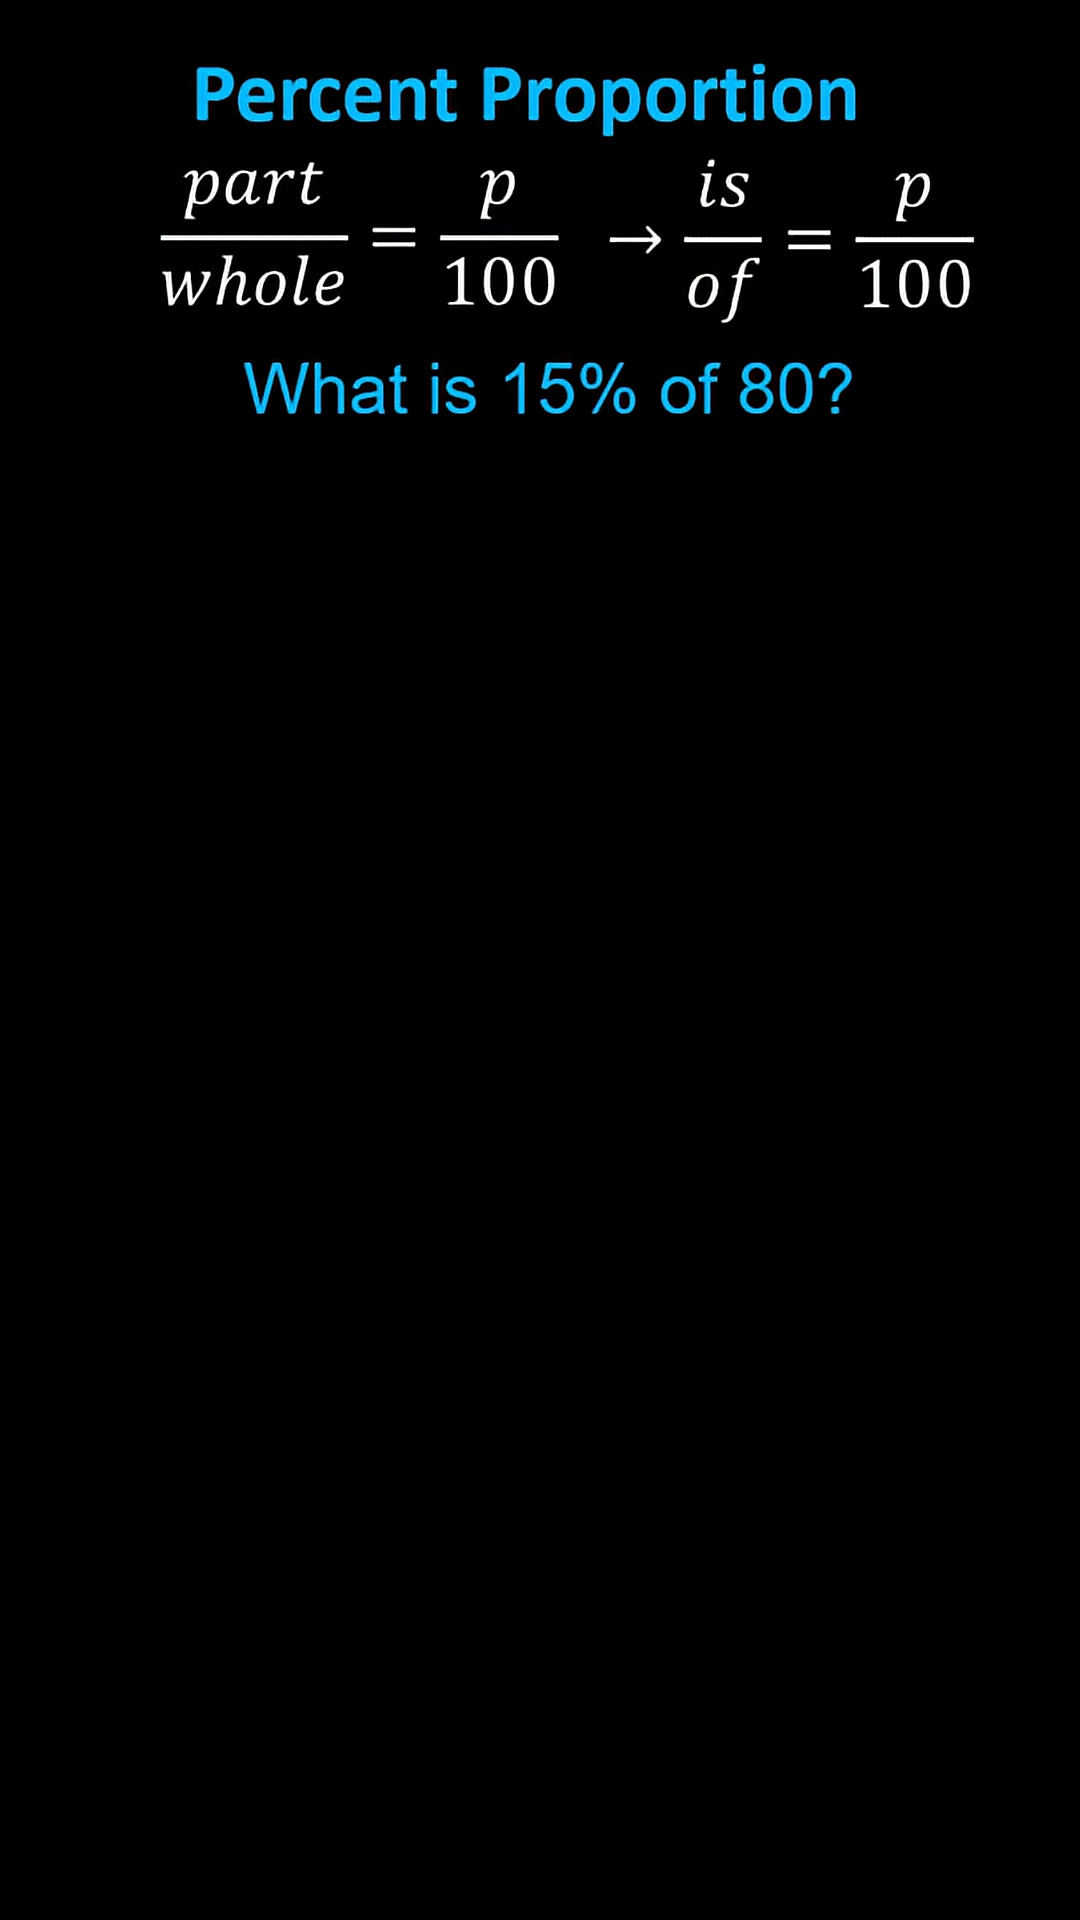 Percent Proportion
part/whole = p/100 → is/of = p/100
What is 15% of 80?